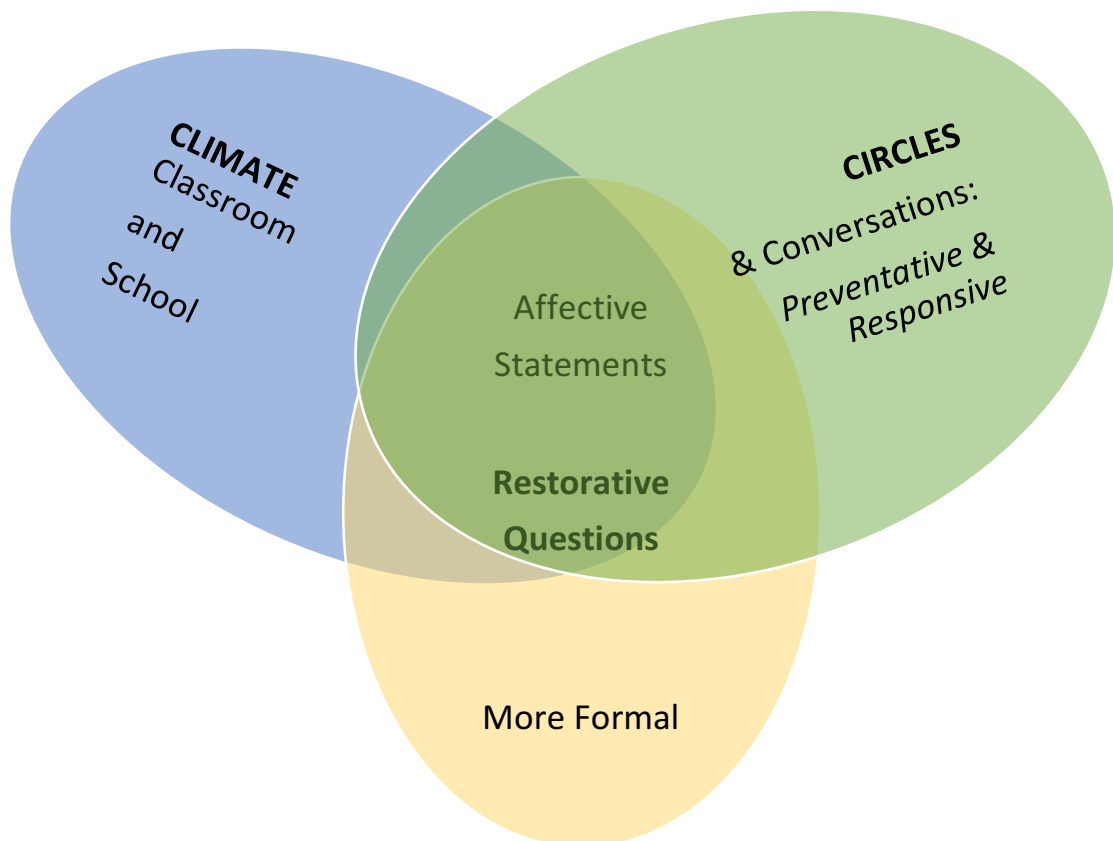 CLIMATE
Classroom
and
School
CIRCLES
& Conversations:
Preventative &
Responsive
Affective
Statements
Restorative
Questions
More Formal